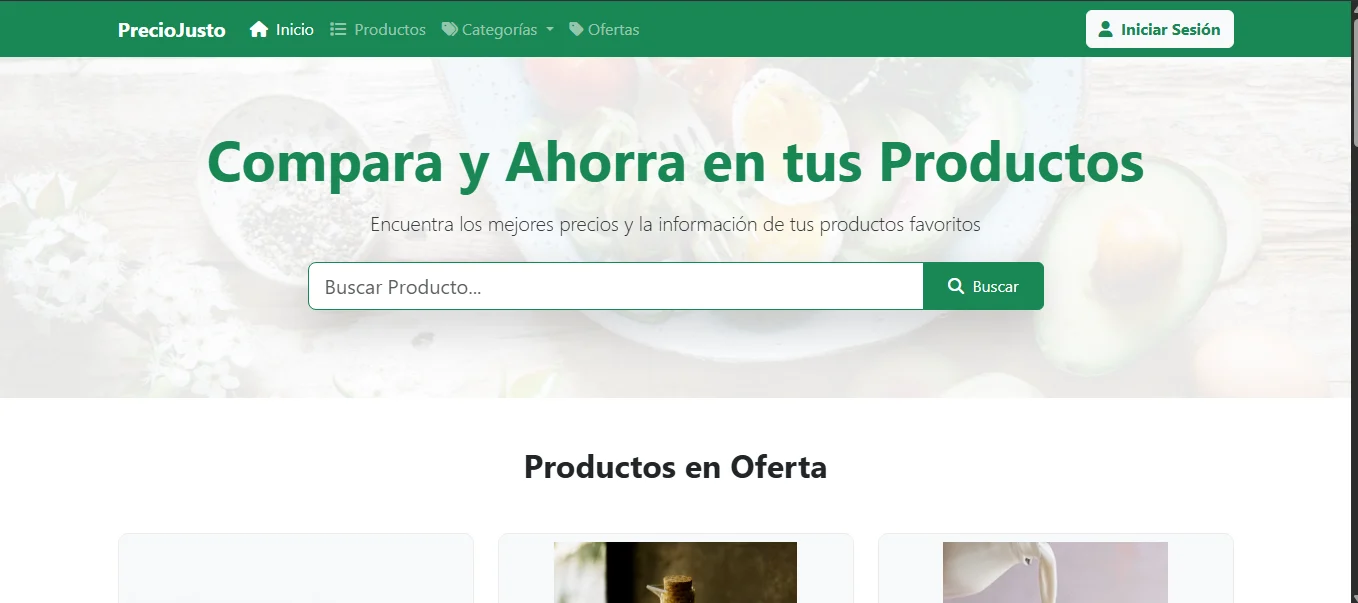 PrecioJusto Inicio Productos Categorías Ofertas Iniciar Sesión
Compara y Ahorra en tus Productos
Encuentra los mejores precios y la información de tus productos favoritos
Buscar Producto... Buscar
Productos en Oferta